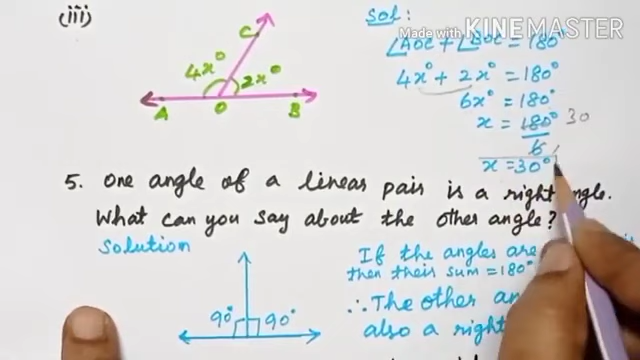 (iii)
C
4x° 2x°
A O B
Sol:
Made with KINEMASTER
∠AOC + ∠BOC = 180°
4x° + 2x° = 180°
6x° = 180°
x = 180° 30
6
x = 30°
5. One angle of a linear pair is a right angle.
What can you say about the other angle?
Solution
90° 90°
If the angles are
then their sum = 180°
∴ The other an
also a right